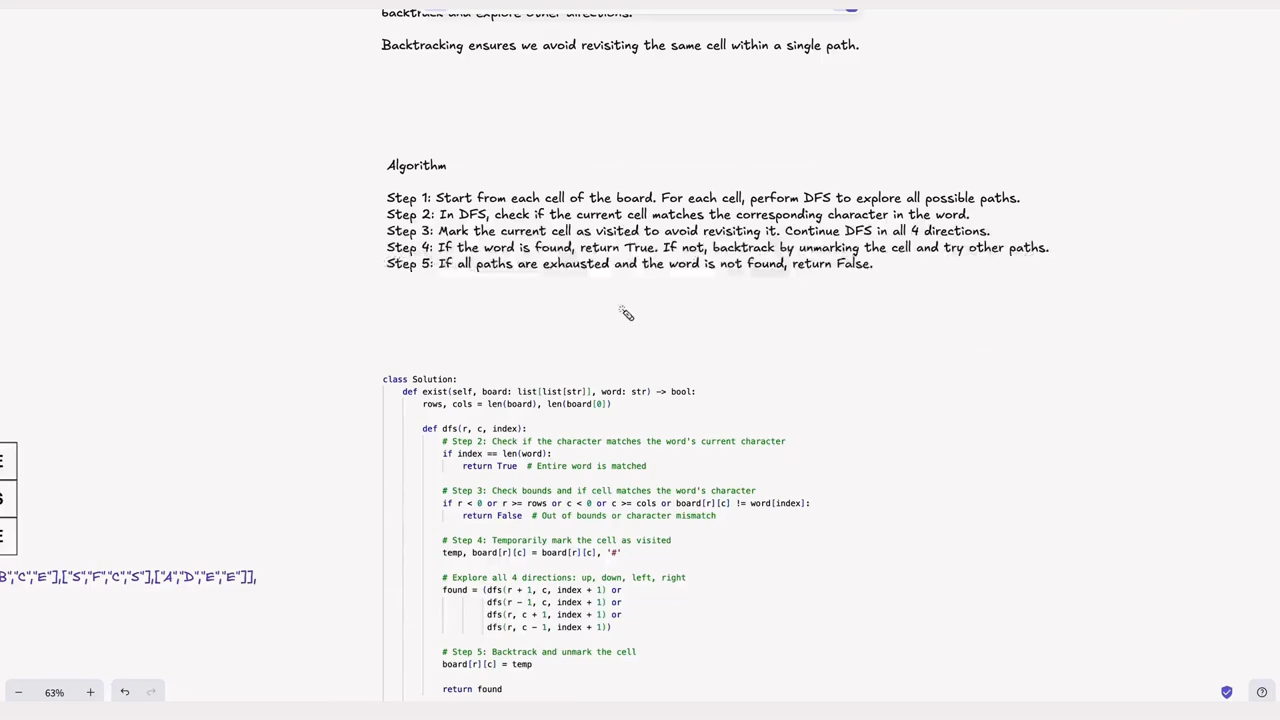 backtrack and explore other directions.
Backtracking ensures we avoid revisiting the same cell within a single path.
Algorithm
Step 1: Start from each cell of the board. For each cell, perform DFS to explore all possible paths.
Step 2: In DFS, check if the current cell matches the corresponding character in the word.
Step 3: Mark the current cell as visited to avoid revisiting it. Continue DFS in all 4 directions.
Step 4: If the word is found, return True. If not, backtrack by unmarking the cell and try other paths.
Step 5: If all paths are exhausted and the word is not found, return False.
class Solution:
def exist(self, board: list[list[str]], word: str) -> bool:
rows, cols = len(board), len(board[0])
def dfs(r, c, index):
# Step 2: Check if the character matches the word's current character
if index == len(word):
return True # Entire word is matched
# Step 3: Check bounds and if cell matches the word's character
if r < 0 or r >= rows or c < 0 or c >= cols or board[r][c] != word[index]:
return False # Out of bounds or character mismatch
# Step 4: Temporarily mark the cell as visited
temp, board[r][c] = board[r][c], '#'
# Explore all 4 directions: up, down, left, right
found = (dfs(r + 1, c, index + 1) or
dfs(r - 1, c, index + 1) or
dfs(r, c + 1, index + 1) or
dfs(r, c - 1, index + 1))
# Step 5: Backtrack and unmark the cell
board[r][c] = temp
return found
E
S
E
B","C","E"],["S","F","C","S"],["A","D","E","E"]],
63%